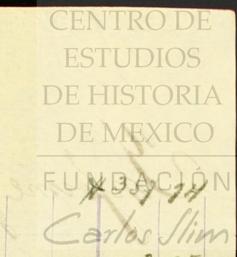 CENTRO DE
ESTUDIOS
DE HISTORIA
DE MEXICO
FUNDACIÓN
Carlos Slim